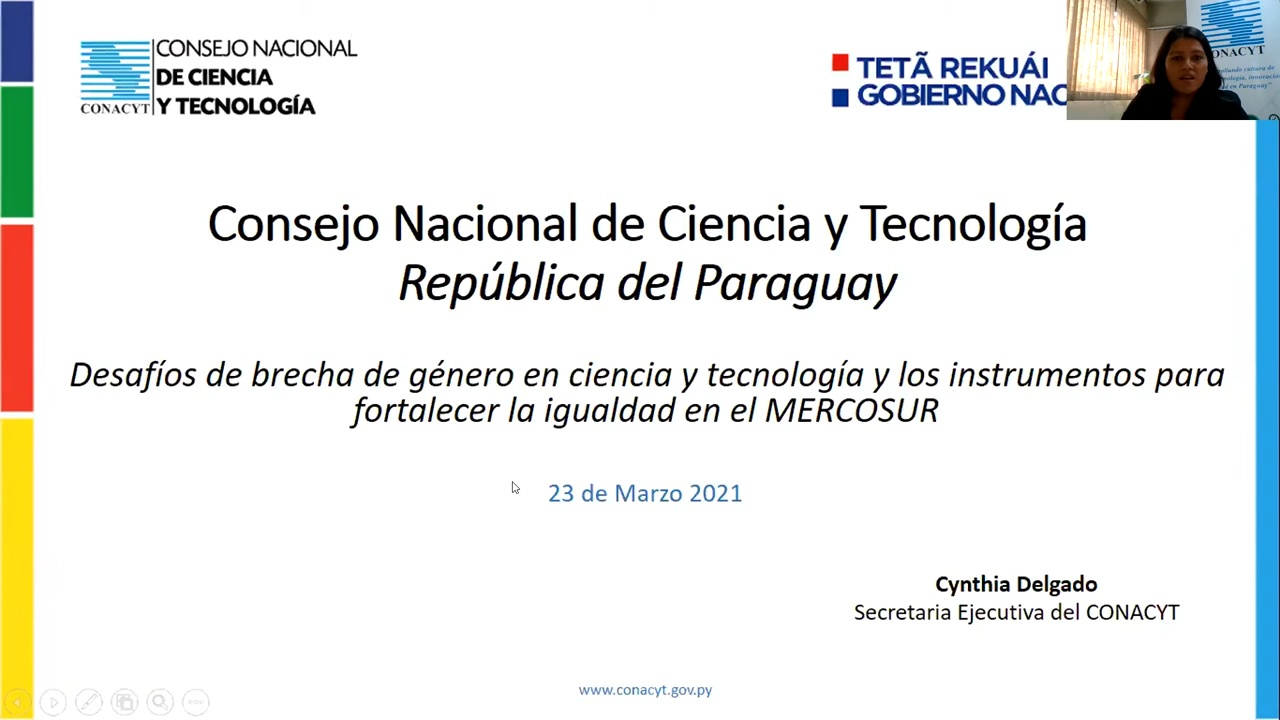 CONSEJO NACIONAL
DE CIENCIA
Y TECNOLOGÍA
CONACYT
TETÃ REKUÁI
GOBIERNO NAC
CONACYT
Consejo Nacional de Ciencia y Tecnología
República del Paraguay
Desafíos de brecha de género en ciencia y tecnología y los instrumentos para
fortalecer la igualdad en el MERCOSUR
23 de Marzo 2021
Cynthia Delgado
Secretaria Ejecutiva del CONACYT
www.conacyt.gov.py